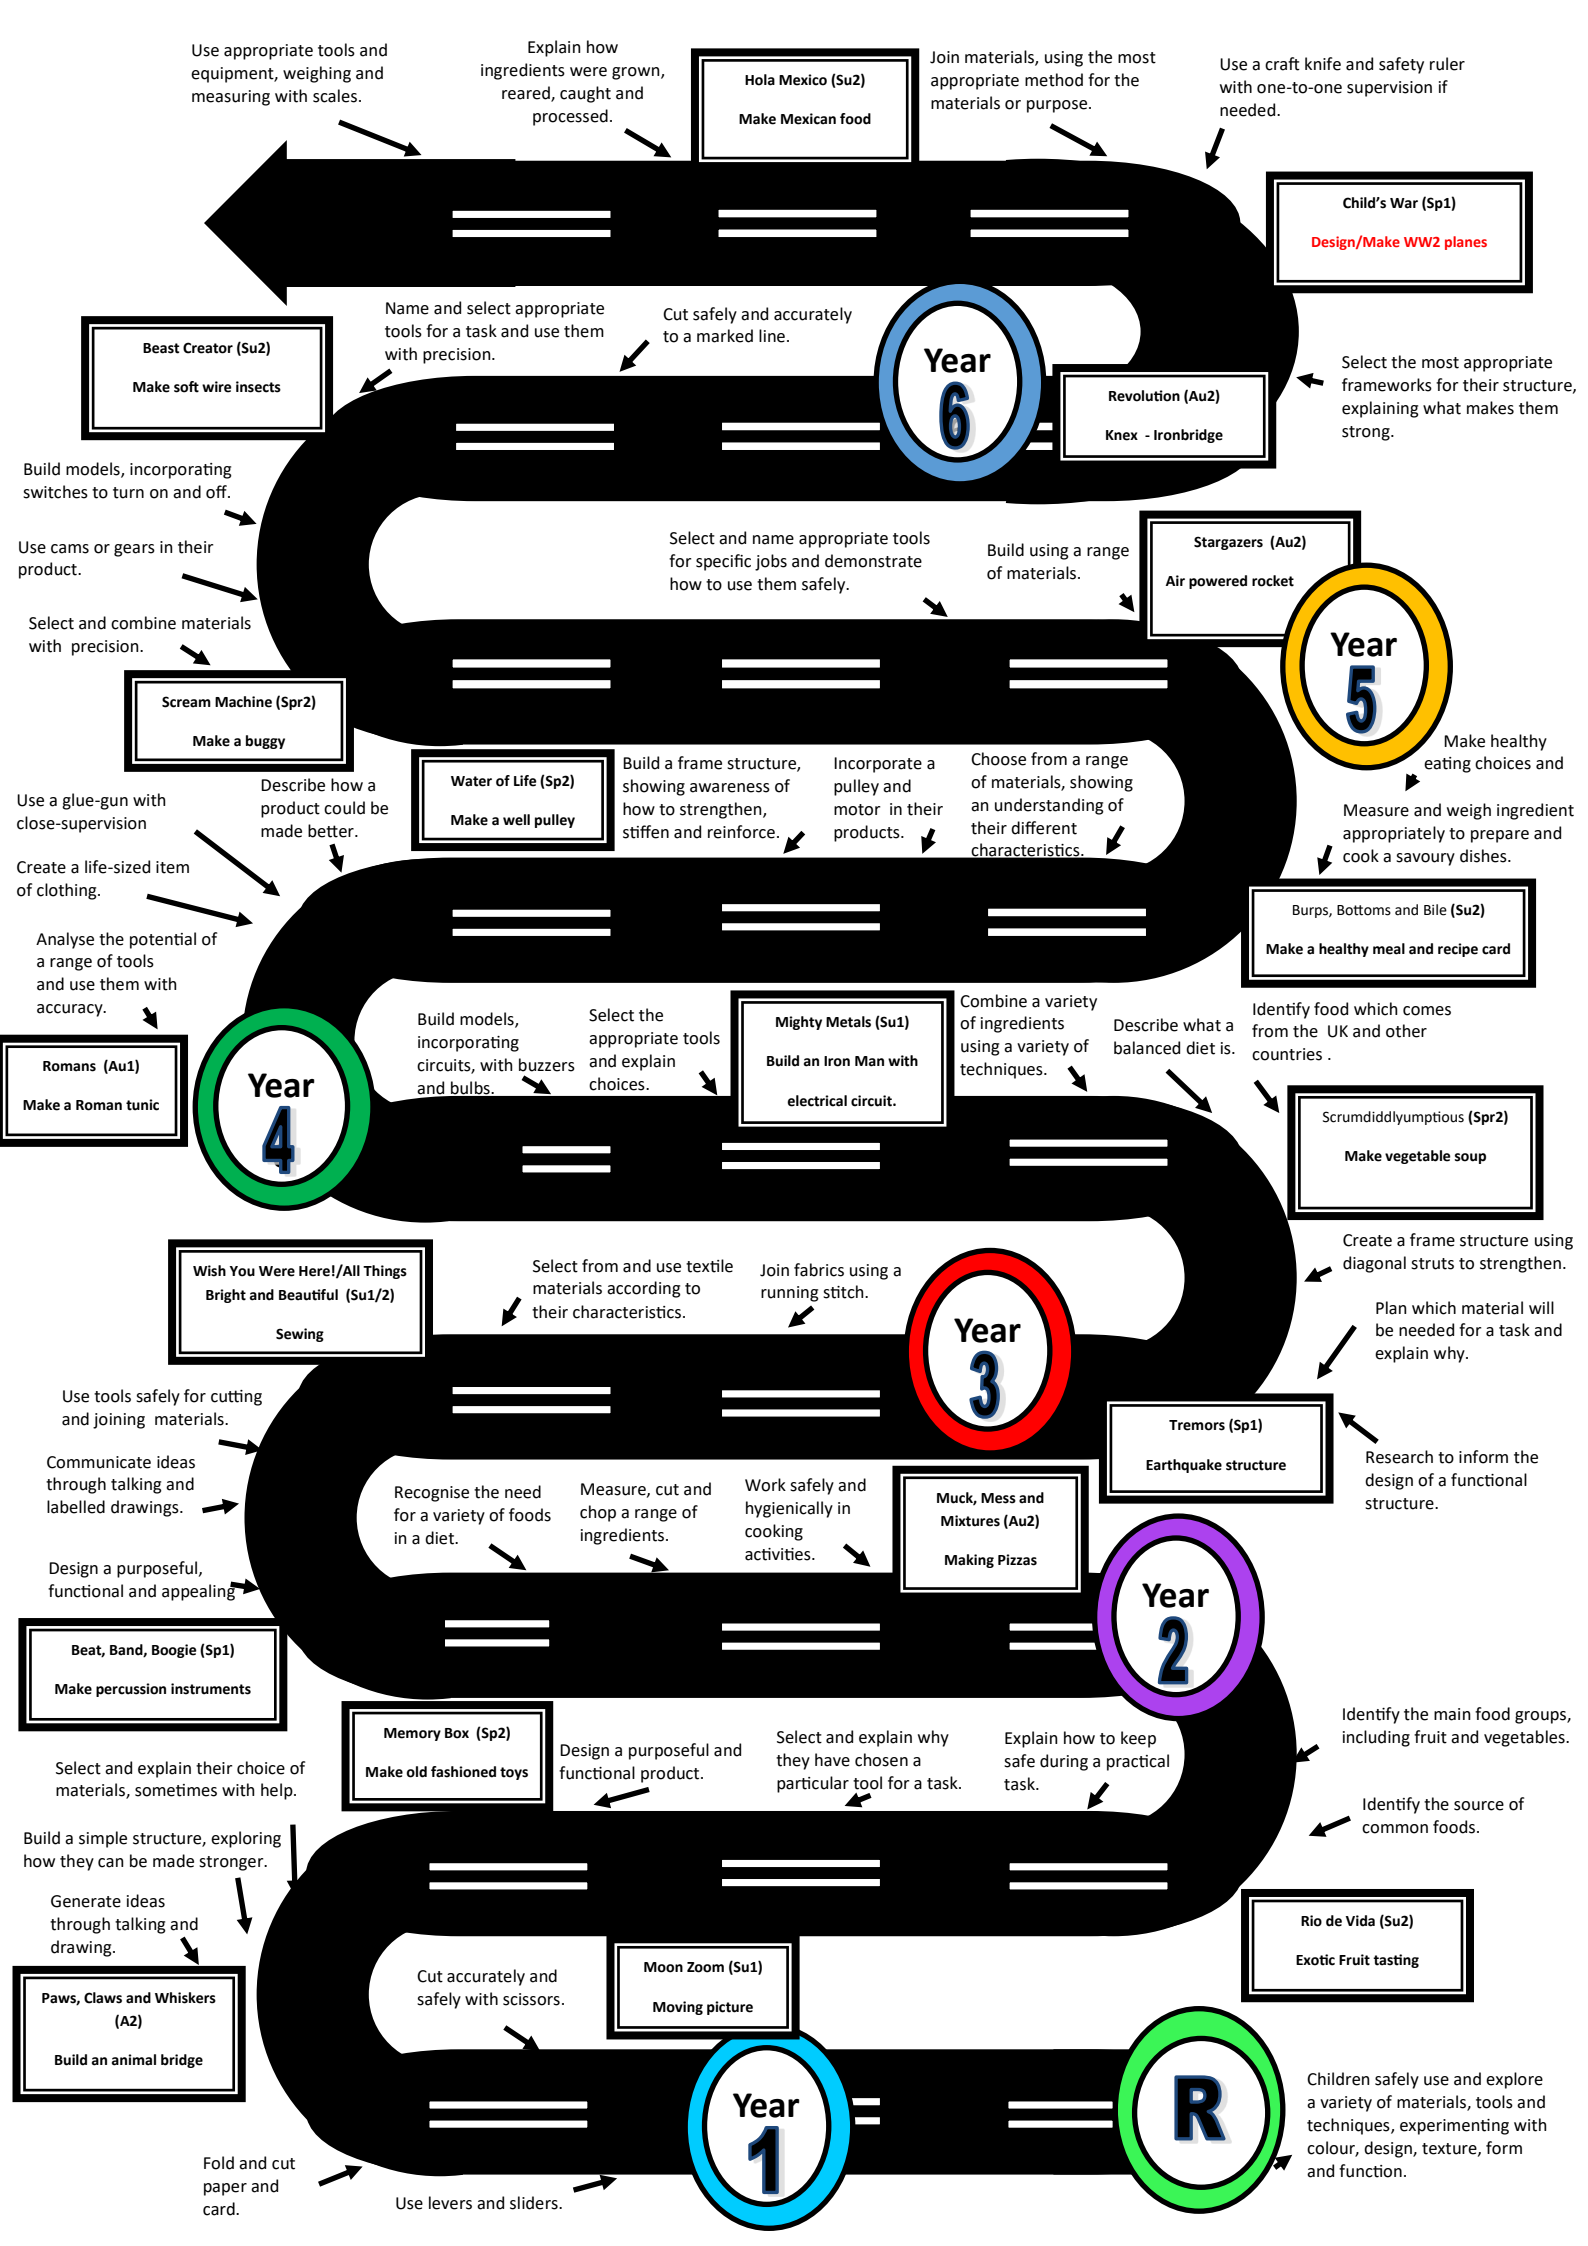 Use appropriate tools and
equipment, weighing and
measuring with scales.
Explain how
ingredients were grown,
reared, caught and
processed.
Hola Mexico (Su2)
Make Mexican food
Join materials, using the most
appropriate method for the
materials or purpose.
Use a craft knife and safety ruler
with one-to-one supervision if
needed.
Child's War (Sp1)
Design/Make WW2 planes
Beast Creator (Su2)
Make soft wire insects
Name and select appropriate
tools for a task and use them
with precision.
Cut safely and accurately
to a marked line.
Year
6
Revolution (Au2)
Knex  - Ironbridge
Select the most appropriate
frameworks for their structure,
explaining what makes them
strong.
Build models, incorporating
switches to turn on and off.
Use cams or gears in their
product.
Select and combine materials
with  precision.
Scream Machine (Spr2)
Make a buggy
Select and name appropriate tools
for specific jobs and demonstrate
how to use them safely.
Build using a range
of materials.
Stargazers  (Au2)
Air powered rocket
Year
5
Make healthy
eating choices and
Measure and weigh ingredient
appropriately to prepare and
cook a savoury dishes.
Burps, Bottoms and Bile (Su2)
Make a healthy meal and recipe card
Water of Life (Sp2)
Make a well pulley
Build a frame structure,
showing awareness of
how to strengthen,
stiffen and reinforce.
Incorporate a
pulley and
motor  in their
products.
Choose from a range
of materials, showing
an understanding of
their different
characteristics.
Describe how a
product could be
made better.
Use a glue-gun with
close-supervision
Create a life-sized item
of clothing.
Analyse the potential of
a range of tools
and use them with
accuracy.
Romans  (Au1)
Make a Roman tunic
Year
4
Build models,
incorporating
circuits, with buzzers
and bulbs.
Select the
appropriate tools
and explain
choices.
Mighty Metals (Su1)
Build an Iron Man with
electrical circuit.
Combine a variety
of ingredients
using a variety of
techniques.
Describe what a
balanced diet is.
Identify food which comes
from the  UK and other
countries .
Scrumdiddlyumptious (Spr2)
Make vegetable soup
Create a frame structure using
diagonal struts to strengthen.
Plan which material will
be needed for a task and
explain why.
Wish You Were Here!/All Things
Bright and Beautiful  (Su1/2)
Sewing
Select from and use textile
materials according to
their characteristics.
Join fabrics using a
running stitch.
Year
3
Tremors (Sp1)
Earthquake structure
Research to inform the
design of a functional
structure.
Use tools safely for cutting
and joining  materials.
Communicate ideas
through talking and
labelled drawings.
Design a purposeful,
functional and appealing
Beat, Band, Boogie (Sp1)
Make percussion instruments
Recognise the need
for a variety of foods
in a diet.
Measure, cut and
chop a range of
ingredients.
Work safely and
hygienically in
cooking
activities.
Muck, Mess and
Mixtures (Au2)
Making Pizzas
Year
2
Identify the main food groups,
including fruit and vegetables.
Identify the source of
common foods.
Rio de Vida (Su2)
Exotic Fruit tasting
Memory Box  (Sp2)
Make old fashioned toys
Design a purposeful and
functional product.
Select and explain why
they have chosen a
particular tool for a task.
Explain how to keep
safe during a practical
task.
Select and explain their choice of
materials, sometimes with help.
Build a simple structure, exploring
how they can be made stronger.
Generate ideas
through talking and
drawing.
Paws, Claws and Whiskers
(A2)
Build an animal bridge
Cut accurately and
safely with scissors.
Moon Zoom (Su1)
Moving picture
Year
1
R
Children safely use and explore
a variety of materials, tools and
techniques, experimenting with
colour, design, texture, form
and function.
Fold and cut
paper and
card.
Use levers and sliders.